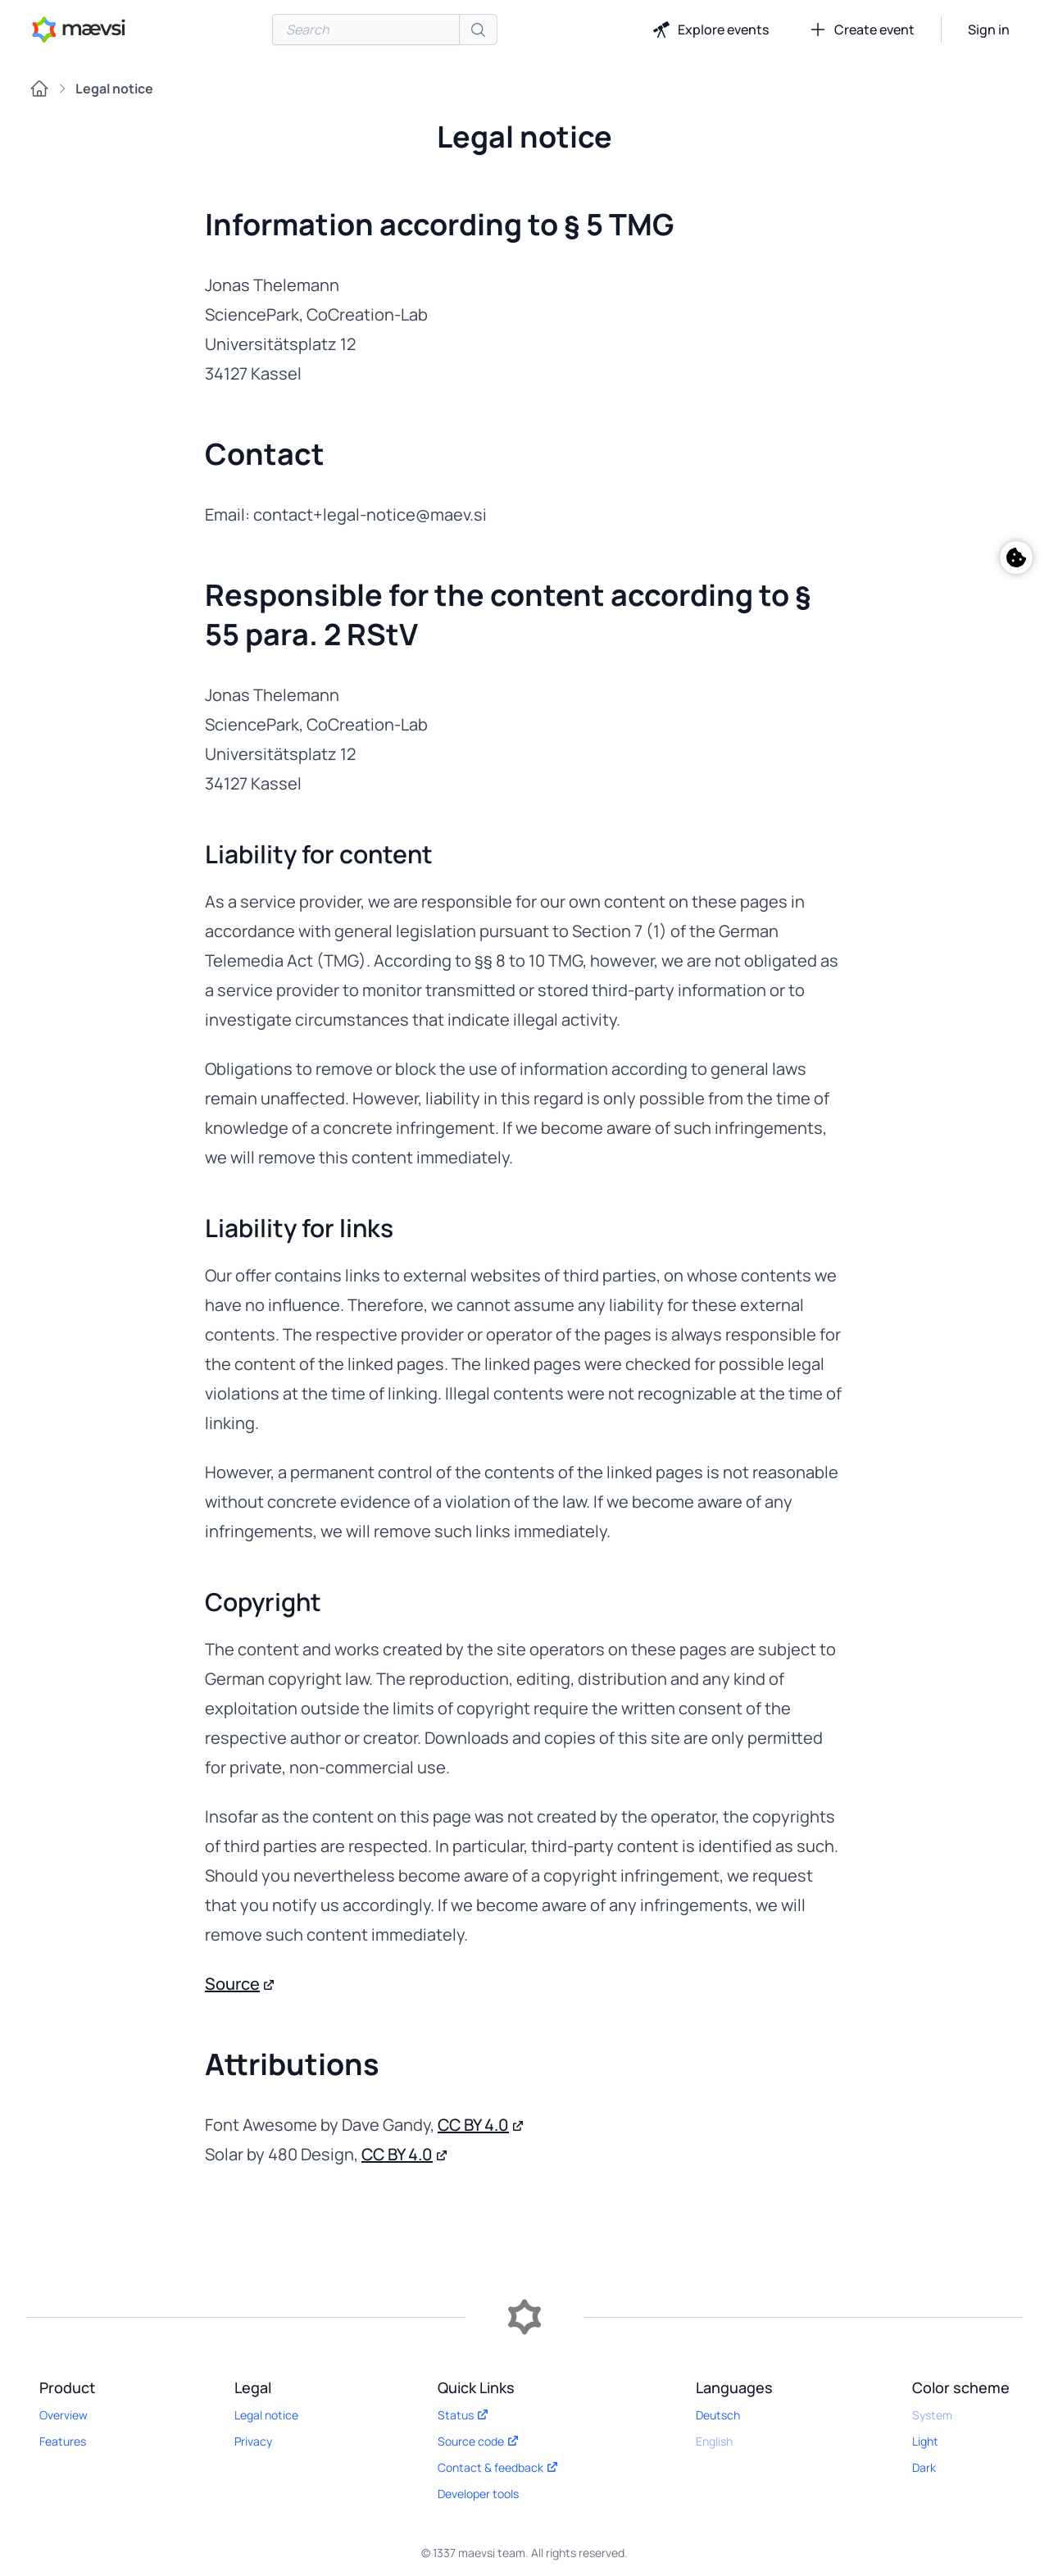 mævsi
Search
Explore events
Create event
Sign in
Legal notice
Legal notice
Information according to § 5 TMG
Jonas Thelemann
SciencePark, CoCreation-Lab
Universitätsplatz 12
34127 Kassel
Contact
Email: contact+legal-notice@maev.si
Responsible for the content according to §
55 para. 2 RStV
Jonas Thelemann
SciencePark, CoCreation-Lab
Universitätsplatz 12
34127 Kassel
Liability for content
As a service provider, we are responsible for our own content on these pages in
accordance with general legislation pursuant to Section 7 (1) of the German
Telemedia Act (TMG). According to §§ 8 to 10 TMG, however, we are not obligated as
a service provider to monitor transmitted or stored third-party information or to
investigate circumstances that indicate illegal activity.
Obligations to remove or block the use of information according to general laws
remain unaffected. However, liability in this regard is only possible from the time of
knowledge of a concrete infringement. If we become aware of such infringements,
we will remove this content immediately.
Liability for links
Our offer contains links to external websites of third parties, on whose contents we
have no influence. Therefore, we cannot assume any liability for these external
contents. The respective provider or operator of the pages is always responsible for
the content of the linked pages. The linked pages were checked for possible legal
violations at the time of linking. Illegal contents were not recognizable at the time of
linking.
However, a permanent control of the contents of the linked pages is not reasonable
without concrete evidence of a violation of the law. If we become aware of any
infringements, we will remove such links immediately.
Copyright
The content and works created by the site operators on these pages are subject to
German copyright law. The reproduction, editing, distribution and any kind of
exploitation outside the limits of copyright require the written consent of the
respective author or creator. Downloads and copies of this site are only permitted
for private, non-commercial use.
Insofar as the content on this page was not created by the operator, the copyrights
of third parties are respected. In particular, third-party content is identified as such.
Should you nevertheless become aware of a copyright infringement, we request
that you notify us accordingly. If we become aware of any infringements, we will
remove such content immediately.
Source
Attributions
Font Awesome by Dave Gandy, CC BY 4.0
Solar by 480 Design, CC BY 4.0
Product
Overview
Features
Legal
Legal notice
Privacy
Quick Links
Status
Source code
Contact & feedback
Developer tools
Languages
Deutsch
English
Color scheme
System
Light
Dark
© 1337 maevsi team. All rights reserved.